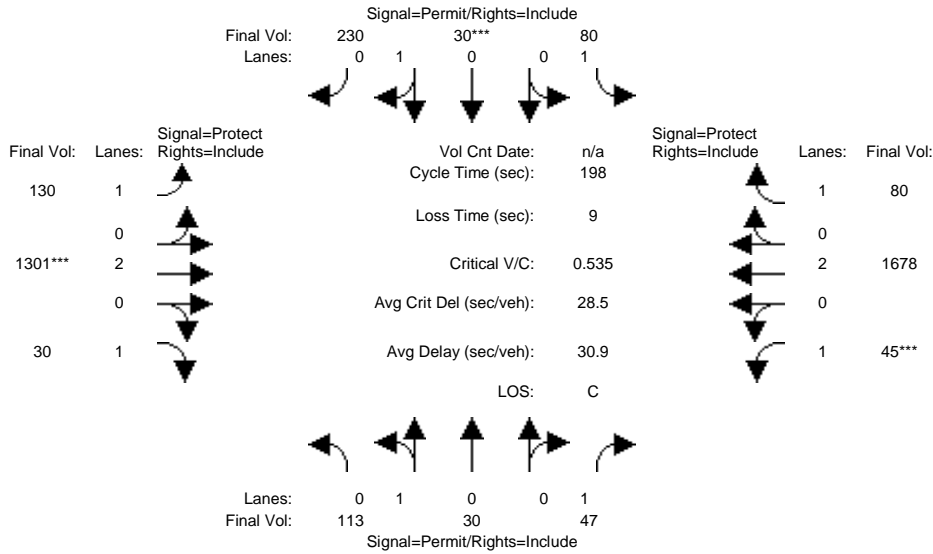 Signal=Permit/Rights=Include
Final Vol: 230 30*** 80
Lanes: 0 1 0 0 1
Signal=Protect Signal=Protect
Final Vol: Lanes: Rights=Include Vol Cnt Date: n/a Rights=Include Lanes: Final Vol:
Cycle Time (sec): 198
130 1 1 80
Loss Time (sec): 9
0 0
1301*** 2 Critical V/C: 0.535 2 1678
0 Avg Crit Del (sec/veh): 28.5 0
30 1 Avg Delay (sec/veh): 30.9 1 45***
LOS: C
Lanes: 0 1 0 0 1
Final Vol: 113 30 47
Signal=Permit/Rights=Include